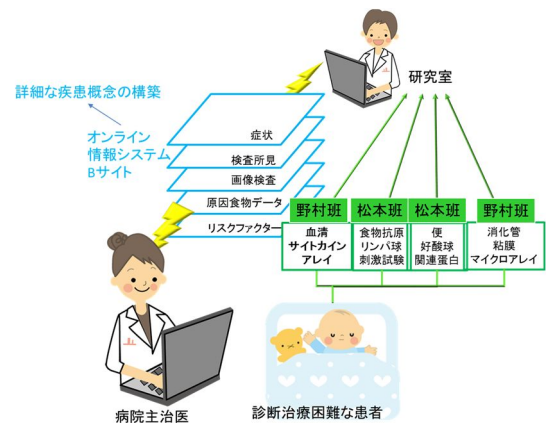 研究室
詳細な疾患概念の構築
オンライン
情報システム
Bサイト
症状
検査所見
画像検査
原因食物データ
リスクファクター
野村班
血清
サイトカイン
アレイ
松本班
食物抗原
リンパ球
刺激試験
松本班
便
好酸球
関連蛋白
野村班
消化管
粘膜
マイクロアレイ
病院主治医
診断治療困難な患者